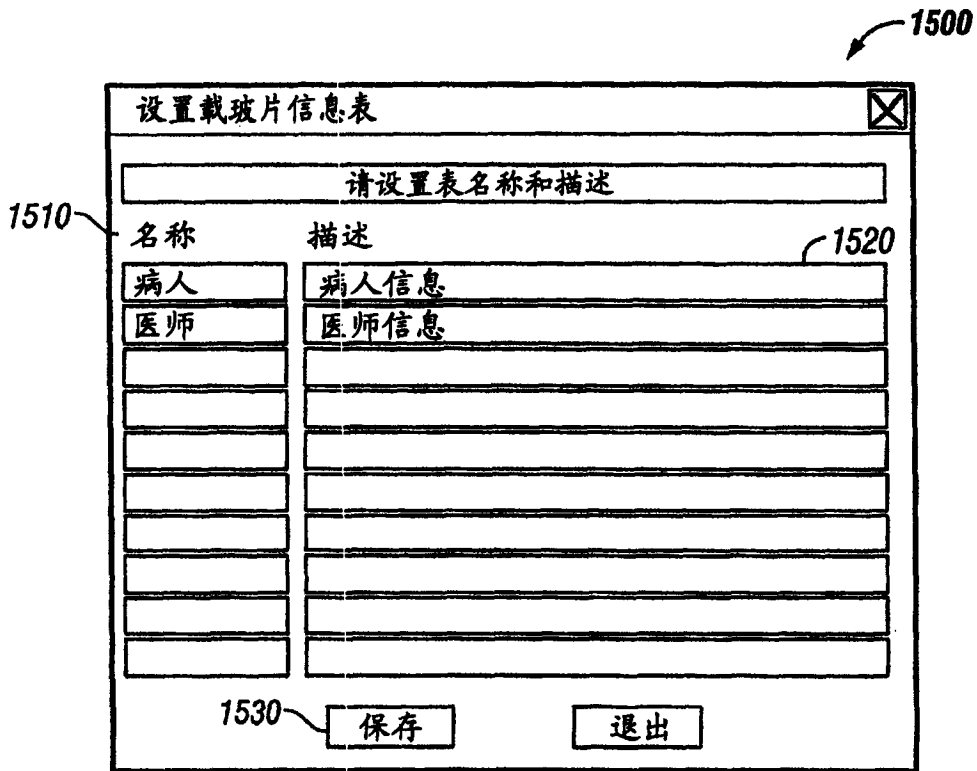 1500
设置载玻片信息表
请设置表名称和描述
1510
名称 描述
1520
病人 病人信息
医师 医师信息
1530
保存 退出